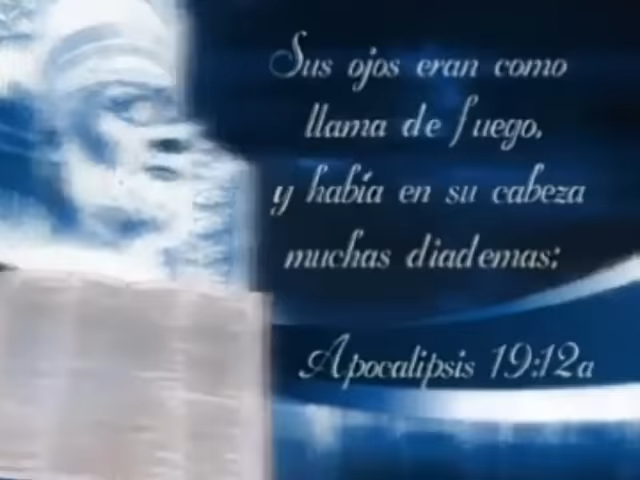 Sus ojos eran como
llama de fuego,
y había en su cabeza
muchas diademas;
Apocalipsis 19:12a